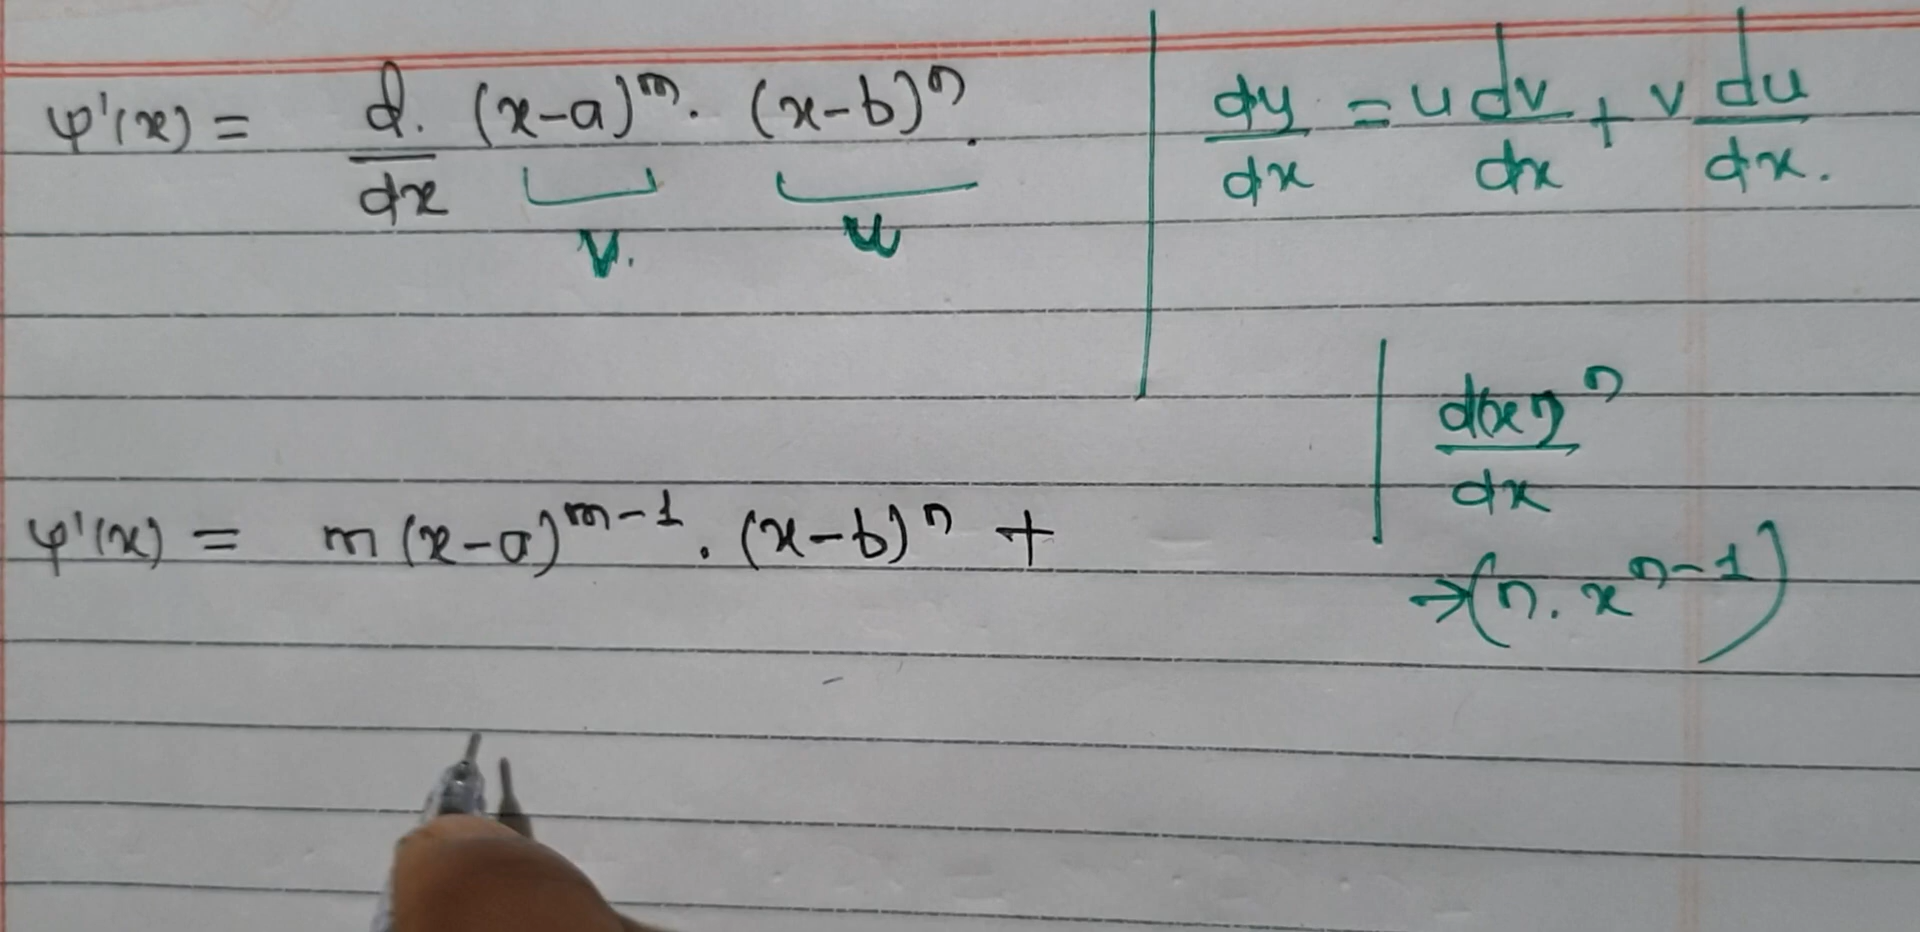 φ'(x) = d/dx (x-a)^m . (x-b)^n.
v. u
dy/dx = u dv/dx + v du/dx.
d(x)^n/dx
→ (n. x^n-1)
φ'(x) = m(x-a)^m-1 . (x-b)^n +